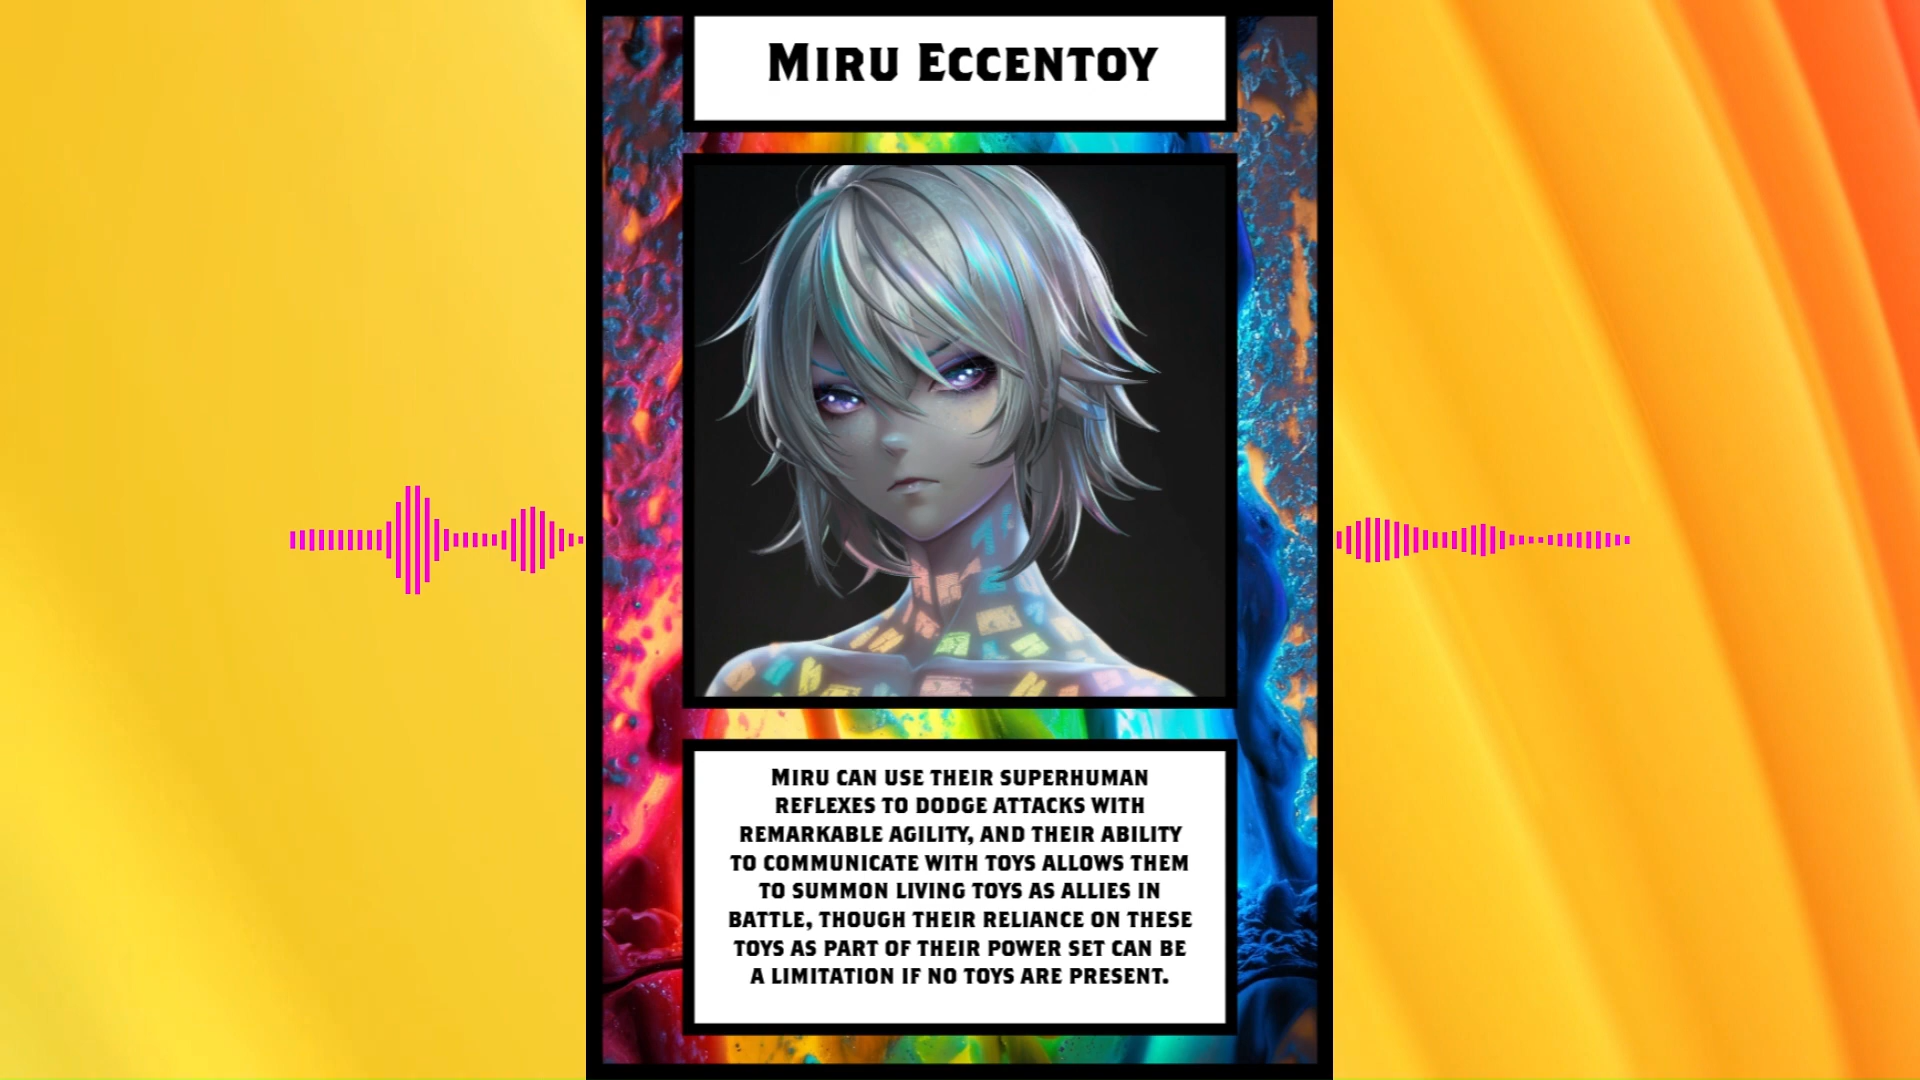 Miru Eccentoy
Miru can use their superhuman
reflexes to dodge attacks with
remarkable agility, and their ability
to communicate with toys allows them
to summon living toys as allies in
battle, though their reliance on these
toys as part of their power set can be
a limitation if no toys are present.